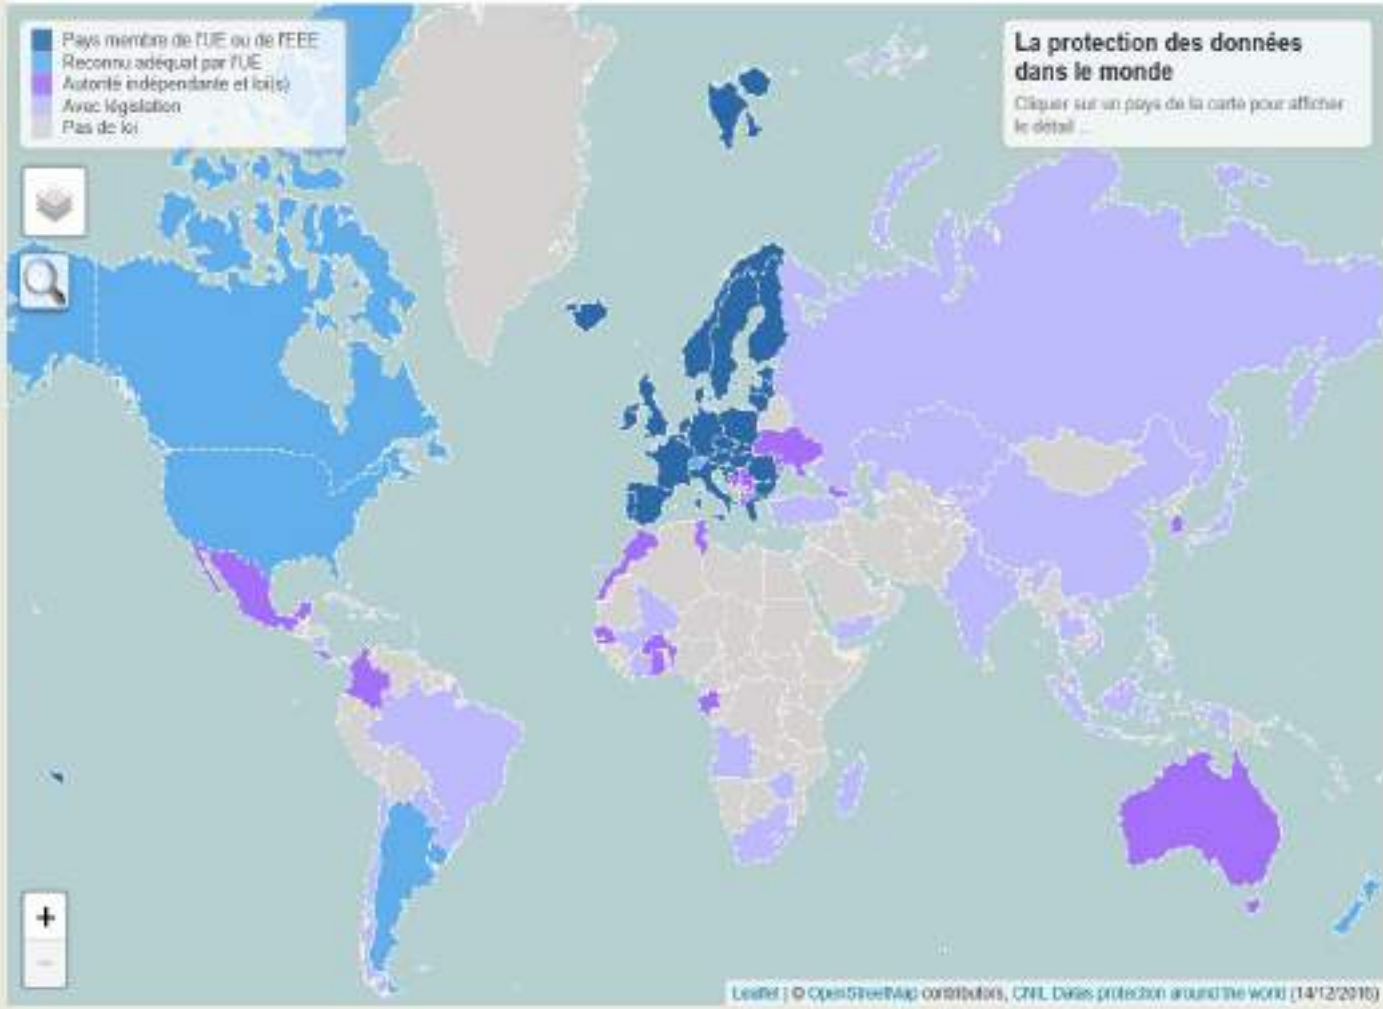 Pays membre de l'UE ou de l'EEE
Reconnu adéquat par l'UE
Autorité indépendante et loi(s)
Avec législation
Pas de loi
La protection des données
dans le monde
Cliquer sur un pays de la carte pour afficher
le détail ...
+
−
Leaflet | © OpenStreetMap contributors, CNIL Datas protection around the world (14/12/2016)